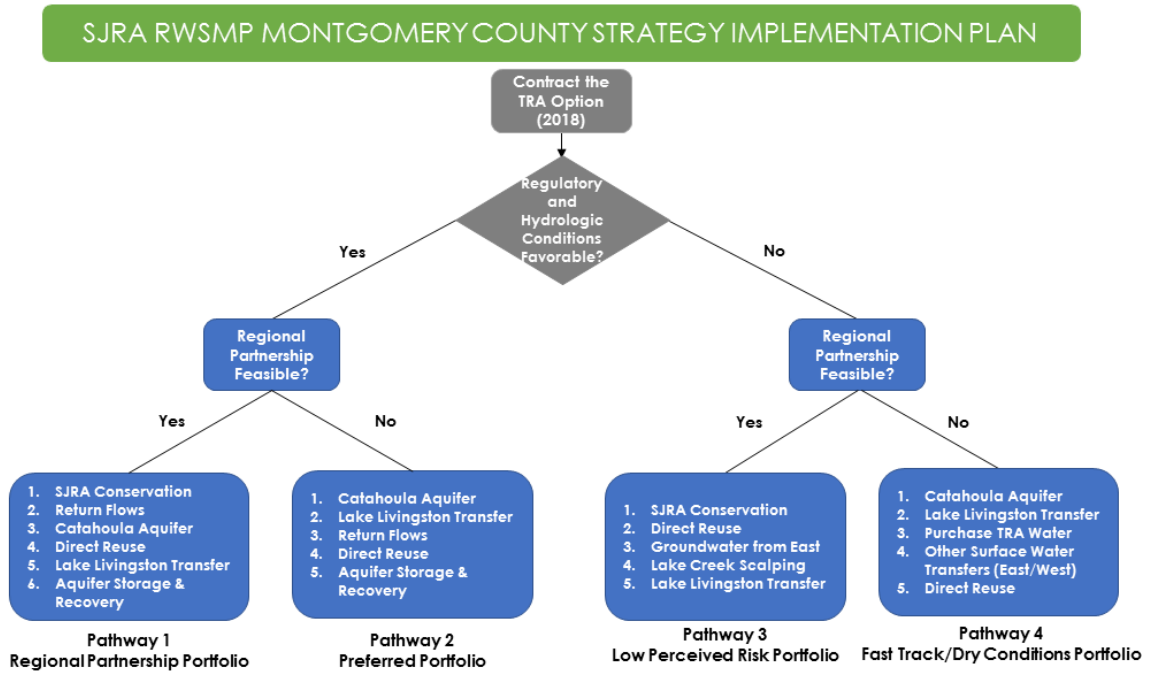 SJRA RWSMP MONTGOMERY COUNTY STRATEGY IMPLEMENTATION PLAN
Contract the
TRA Option
(2018)
Regulatory
and
Hydrologic
Conditions
Favorable?
Yes
No
Regional
Partnership
Feasible?
Regional
Partnership
Feasible?
Yes
No
Yes
No
1. SJRA Conservation
2. Return Flows
3. Catahoula Aquifer
4. Direct Reuse
5. Lake Livingston Transfer
6. Aquifer Storage &
Recovery
Pathway 1
Regional Partnership Portfolio
1. Catahoula Aquifer
2. Lake Livingston Transfer
3. Return Flows
4. Direct Reuse
5. Aquifer Storage &
Recovery
Pathway 2
Preferred Portfolio
1. SJRA Conservation
2. Direct Reuse
3. Groundwater from East
4. Lake Creek Scalping
5. Lake Livingston Transfer
Pathway 3
Low Perceived Risk Portfolio
1. Catahoula Aquifer
2. Lake Livingston Transfer
3. Purchase TRA Water
4. Other Surface Water
Transfers (East/West)
5. Direct Reuse
Pathway 4
Fast Track/Dry Conditions Portfolio